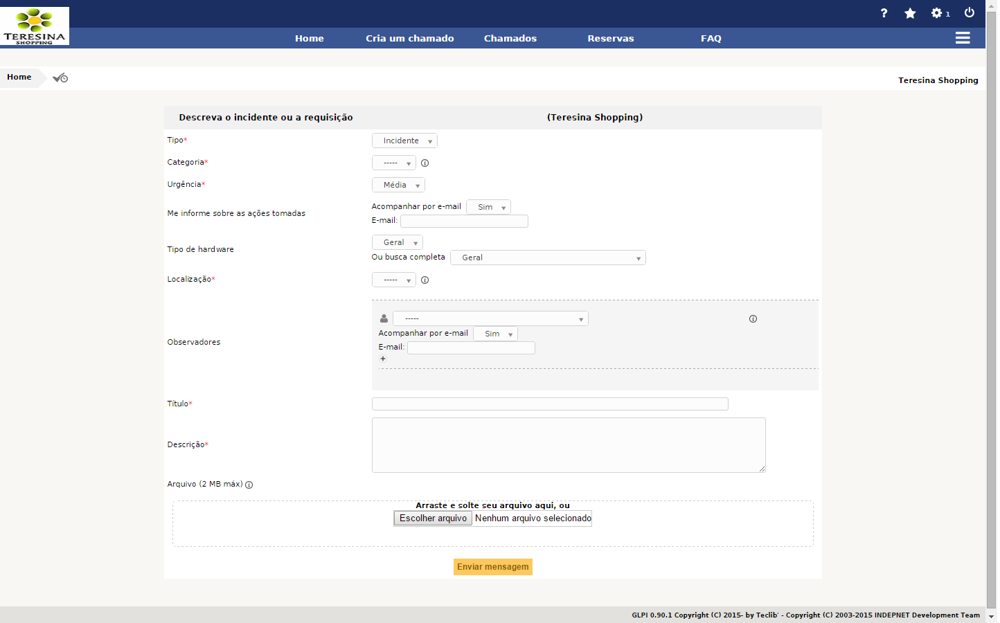 TERESINA
SHOPPING
? 1
Home Cria um chamado Chamados Reservas FAQ
Home
Teresina Shopping
Descreva o incidente ou a requisição (Teresina Shopping)
Tipo* Incidente
Categoria* -----
Urgência* Média
Me informe sobre as ações tomadas
Acompanhar por e-mail Sim
E-mail:
Tipo de hardware
Geral
Ou busca completa Geral
Localização* -----
Observadores
-----
Acompanhar por e-mail Sim
E-mail:
+
Título*
Descrição*
Arquivo (2 MB máx)
Arraste e solte seu arquivo aqui, ou
Escolher arquivo Nenhum arquivo selecionado
Enviar mensagem
GLPI 0.90.1 Copyright (C) 2015- by Teclib' - Copyright (C) 2003-2015 INDEPNET Development Team